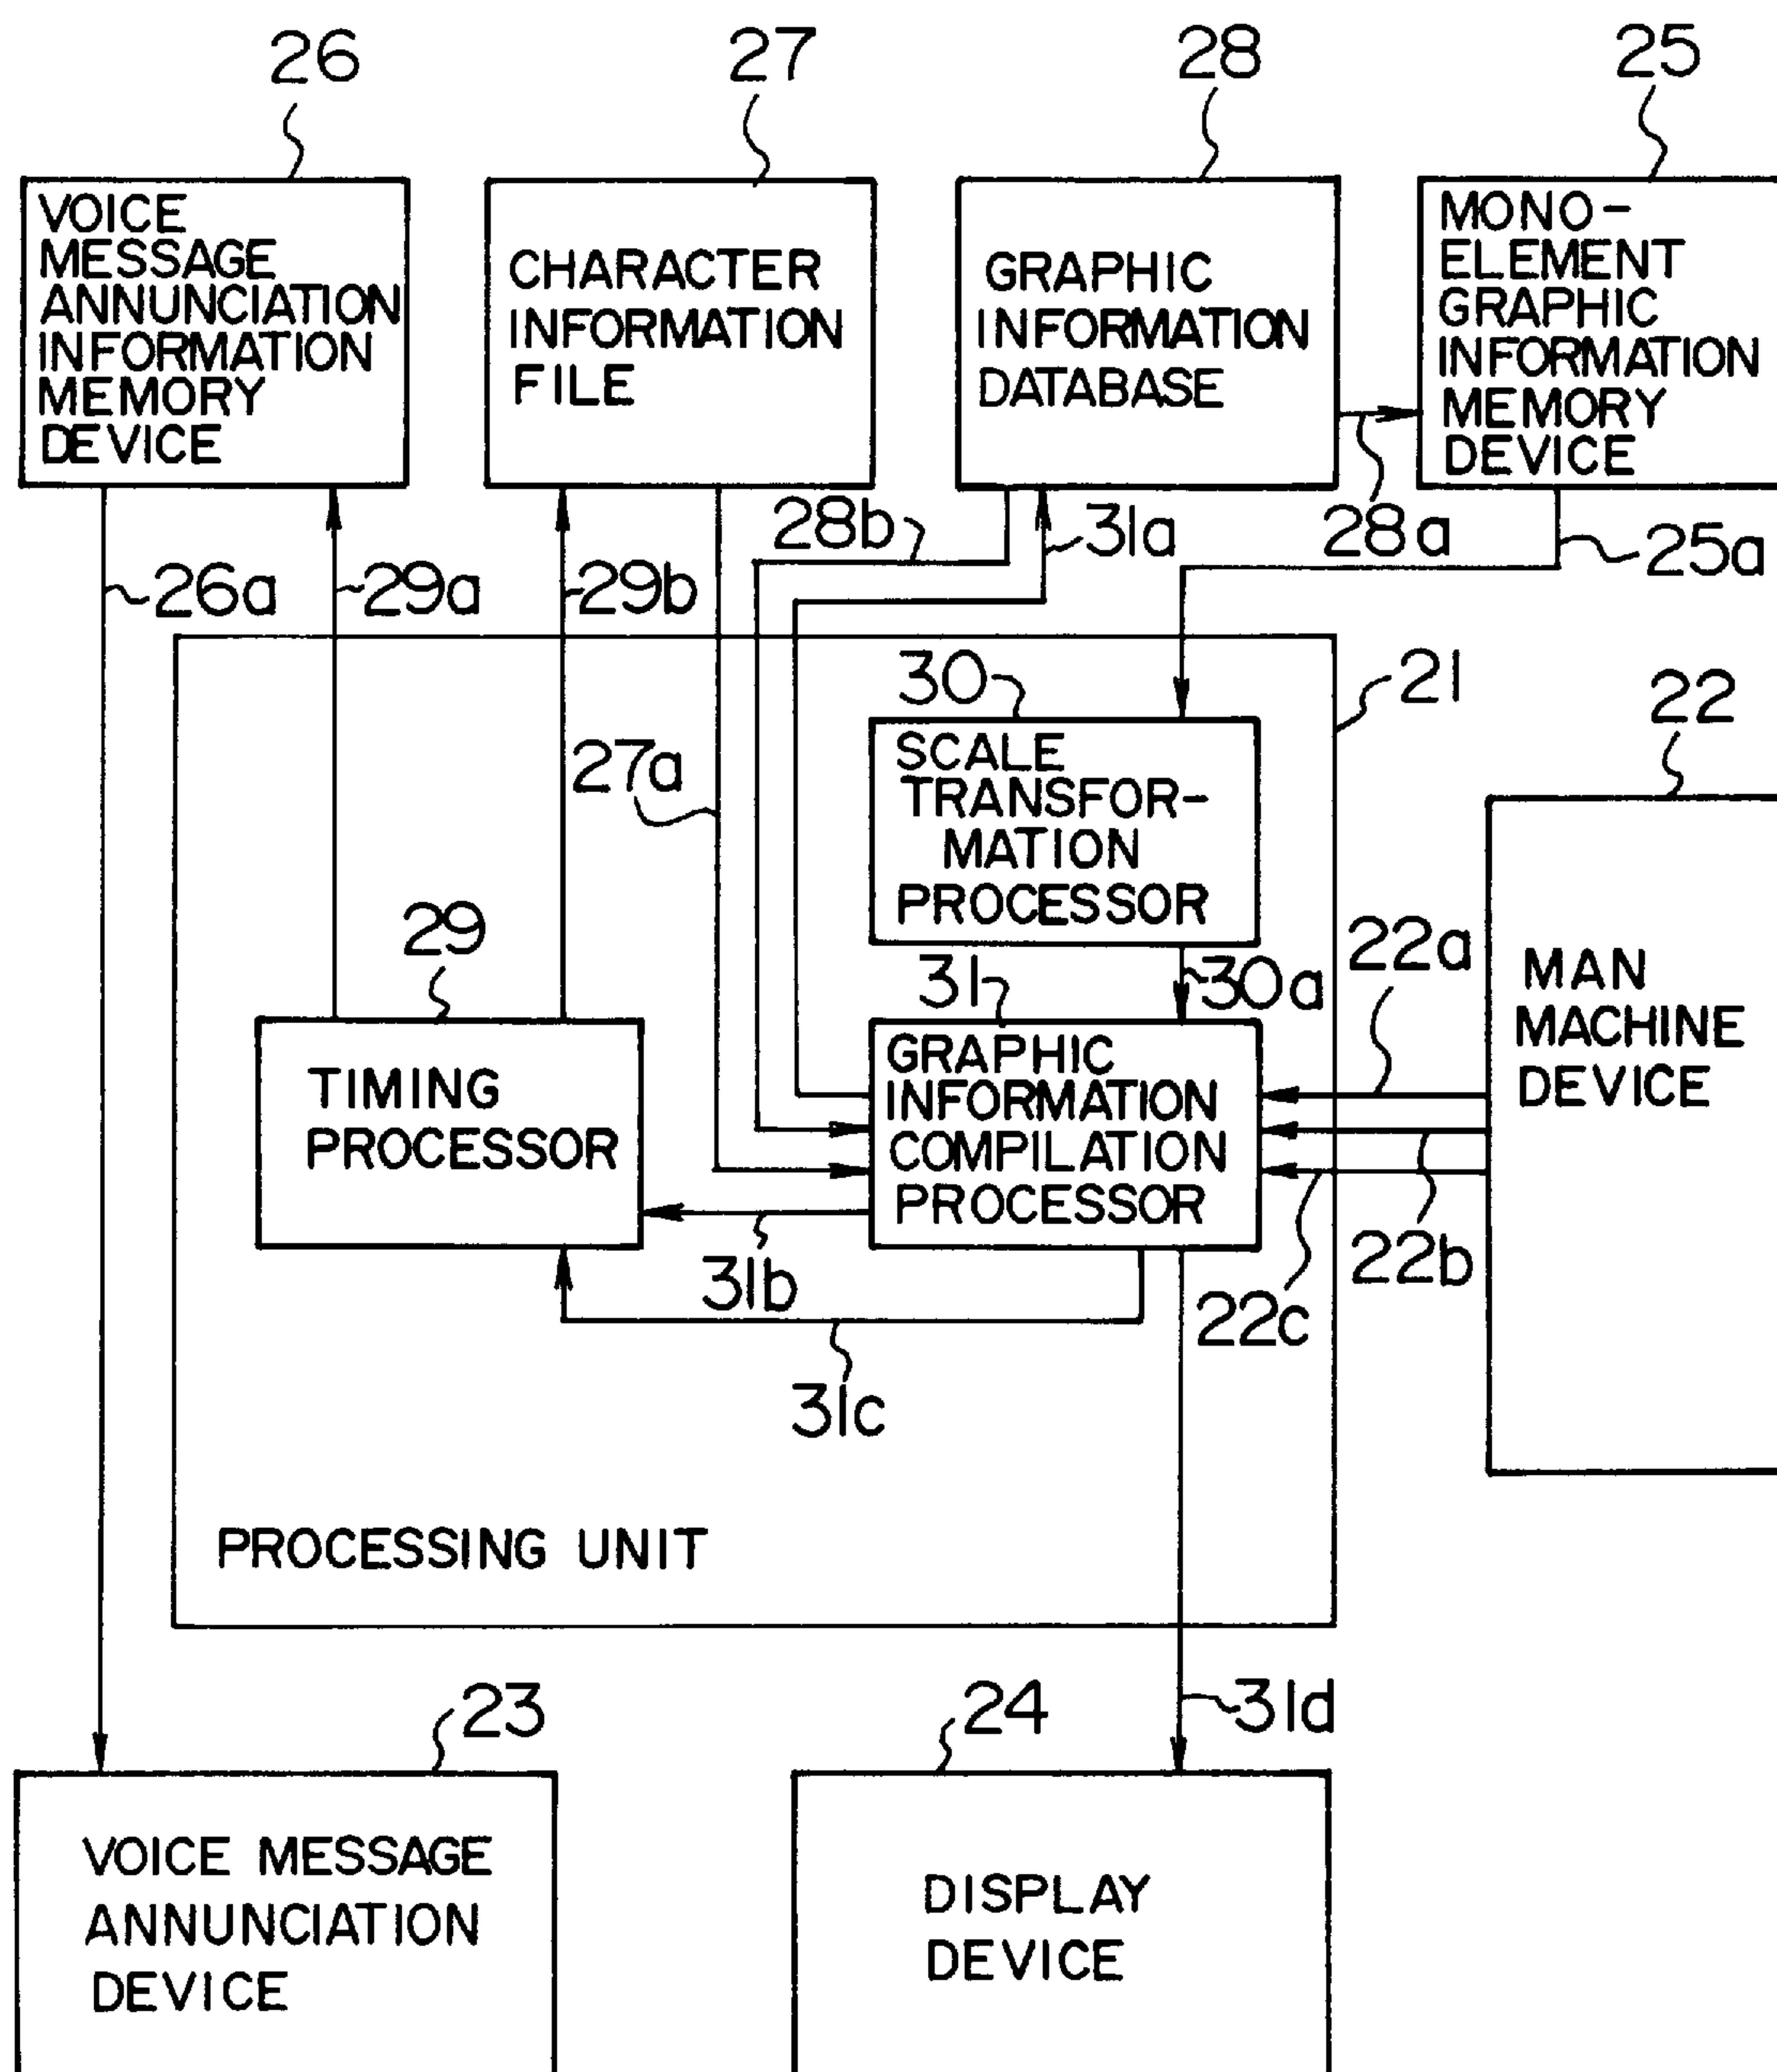 26
27
28
25
VOICE
MESSAGE
ANNUNCIATION
INFORMATION
MEMORY
DEVICE
CHARACTER
INFORMATION
FILE
GRAPHIC
INFORMATION
DATABASE
MONO-
ELEMENT
GRAPHIC
INFORMATION
MEMORY
DEVICE
28b
31a
28a
25a
26a
29a
29b
30
21
22
27a
SCALE
TRANSFOR-
MATION
PROCESSOR
29
31
30a
22a
MAN
MACHINE
DEVICE
TIMING
PROCESSOR
GRAPHIC
INFORMATION
COMPILATION
PROCESSOR
31b
22c
22b
31c
PROCESSING UNIT
23
24
31d
VOICE MESSAGE
ANNUNCIATION
DEVICE
DISPLAY
DEVICE